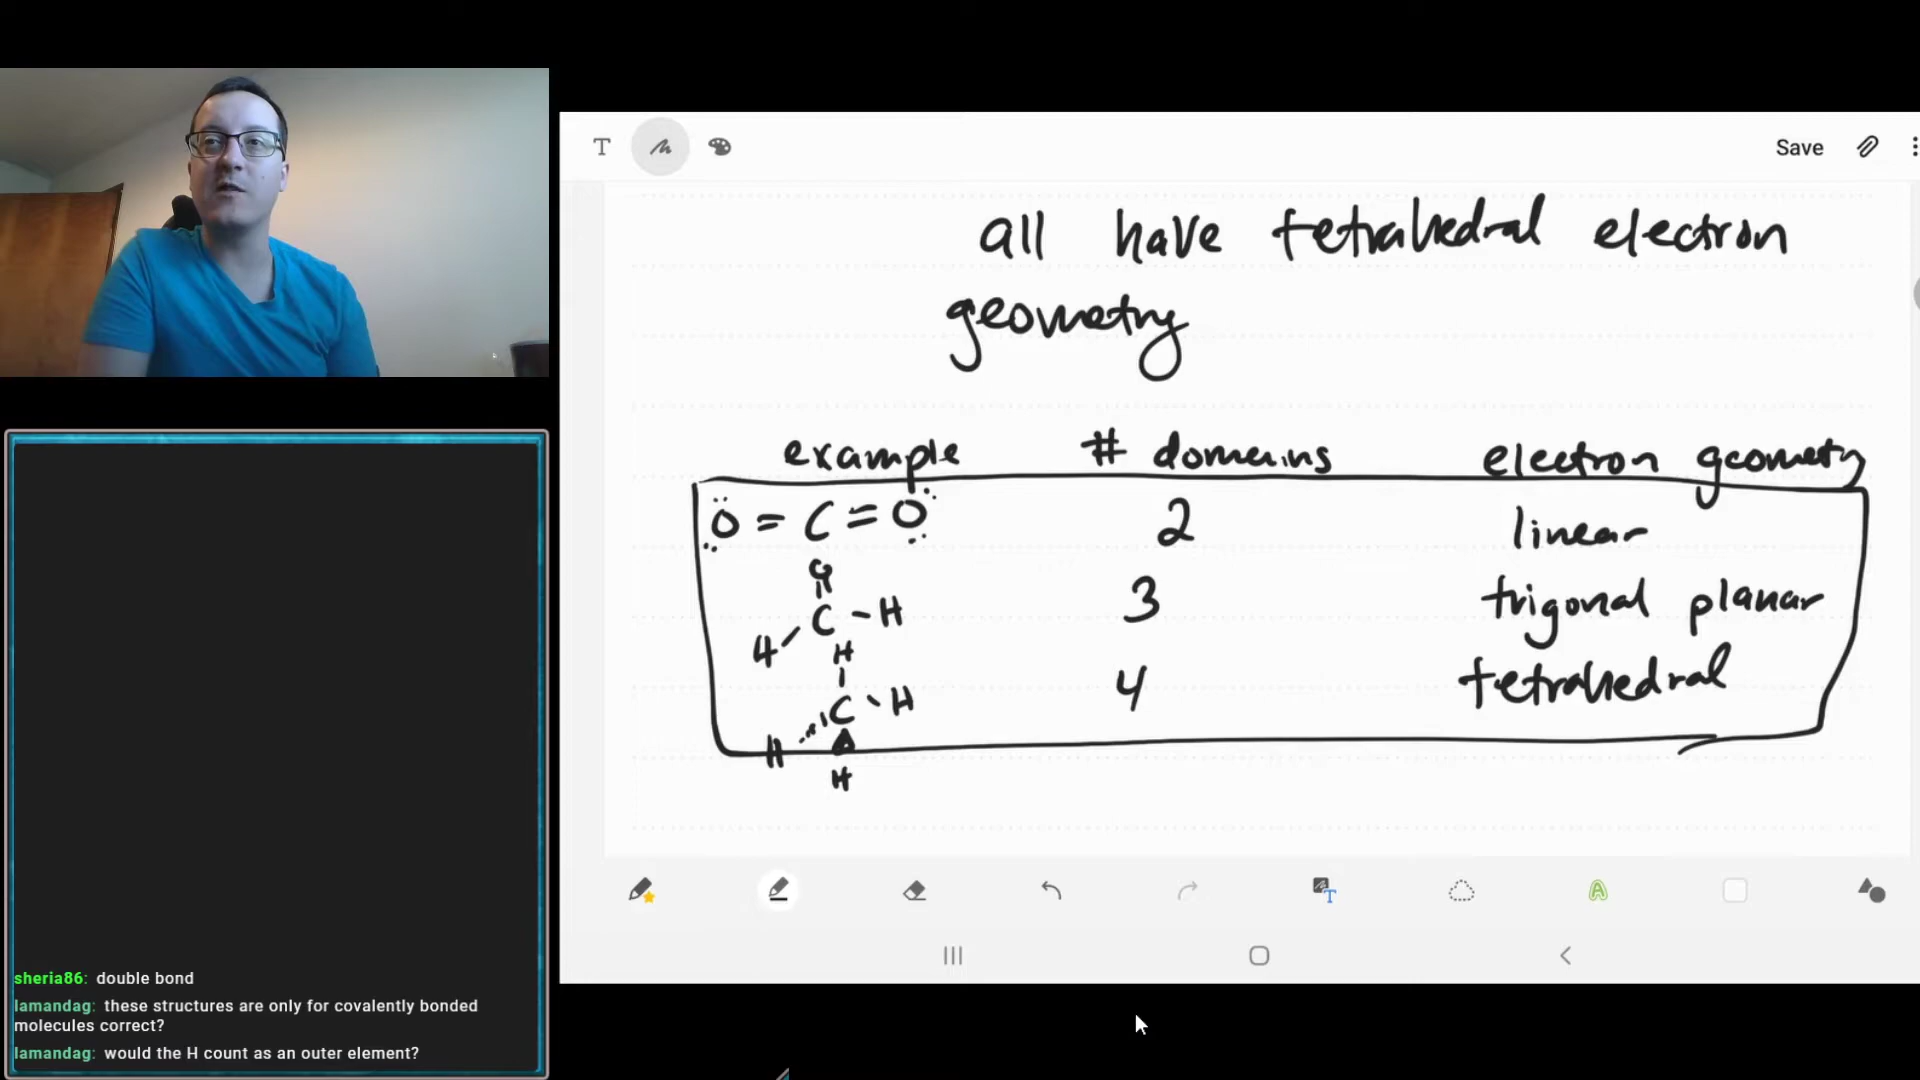 T
Save
all have tetrahedral electron
geometry
example # domains electron geometry
O = C = O 2 linear
O
C - H 3 trigonal planar
H
H
C H 4 tetrahedral
H
H
sheria86: double bond
lamandag: these structures are only for covalently bonded
molecules correct?
lamandag: would the H count as an outer element?